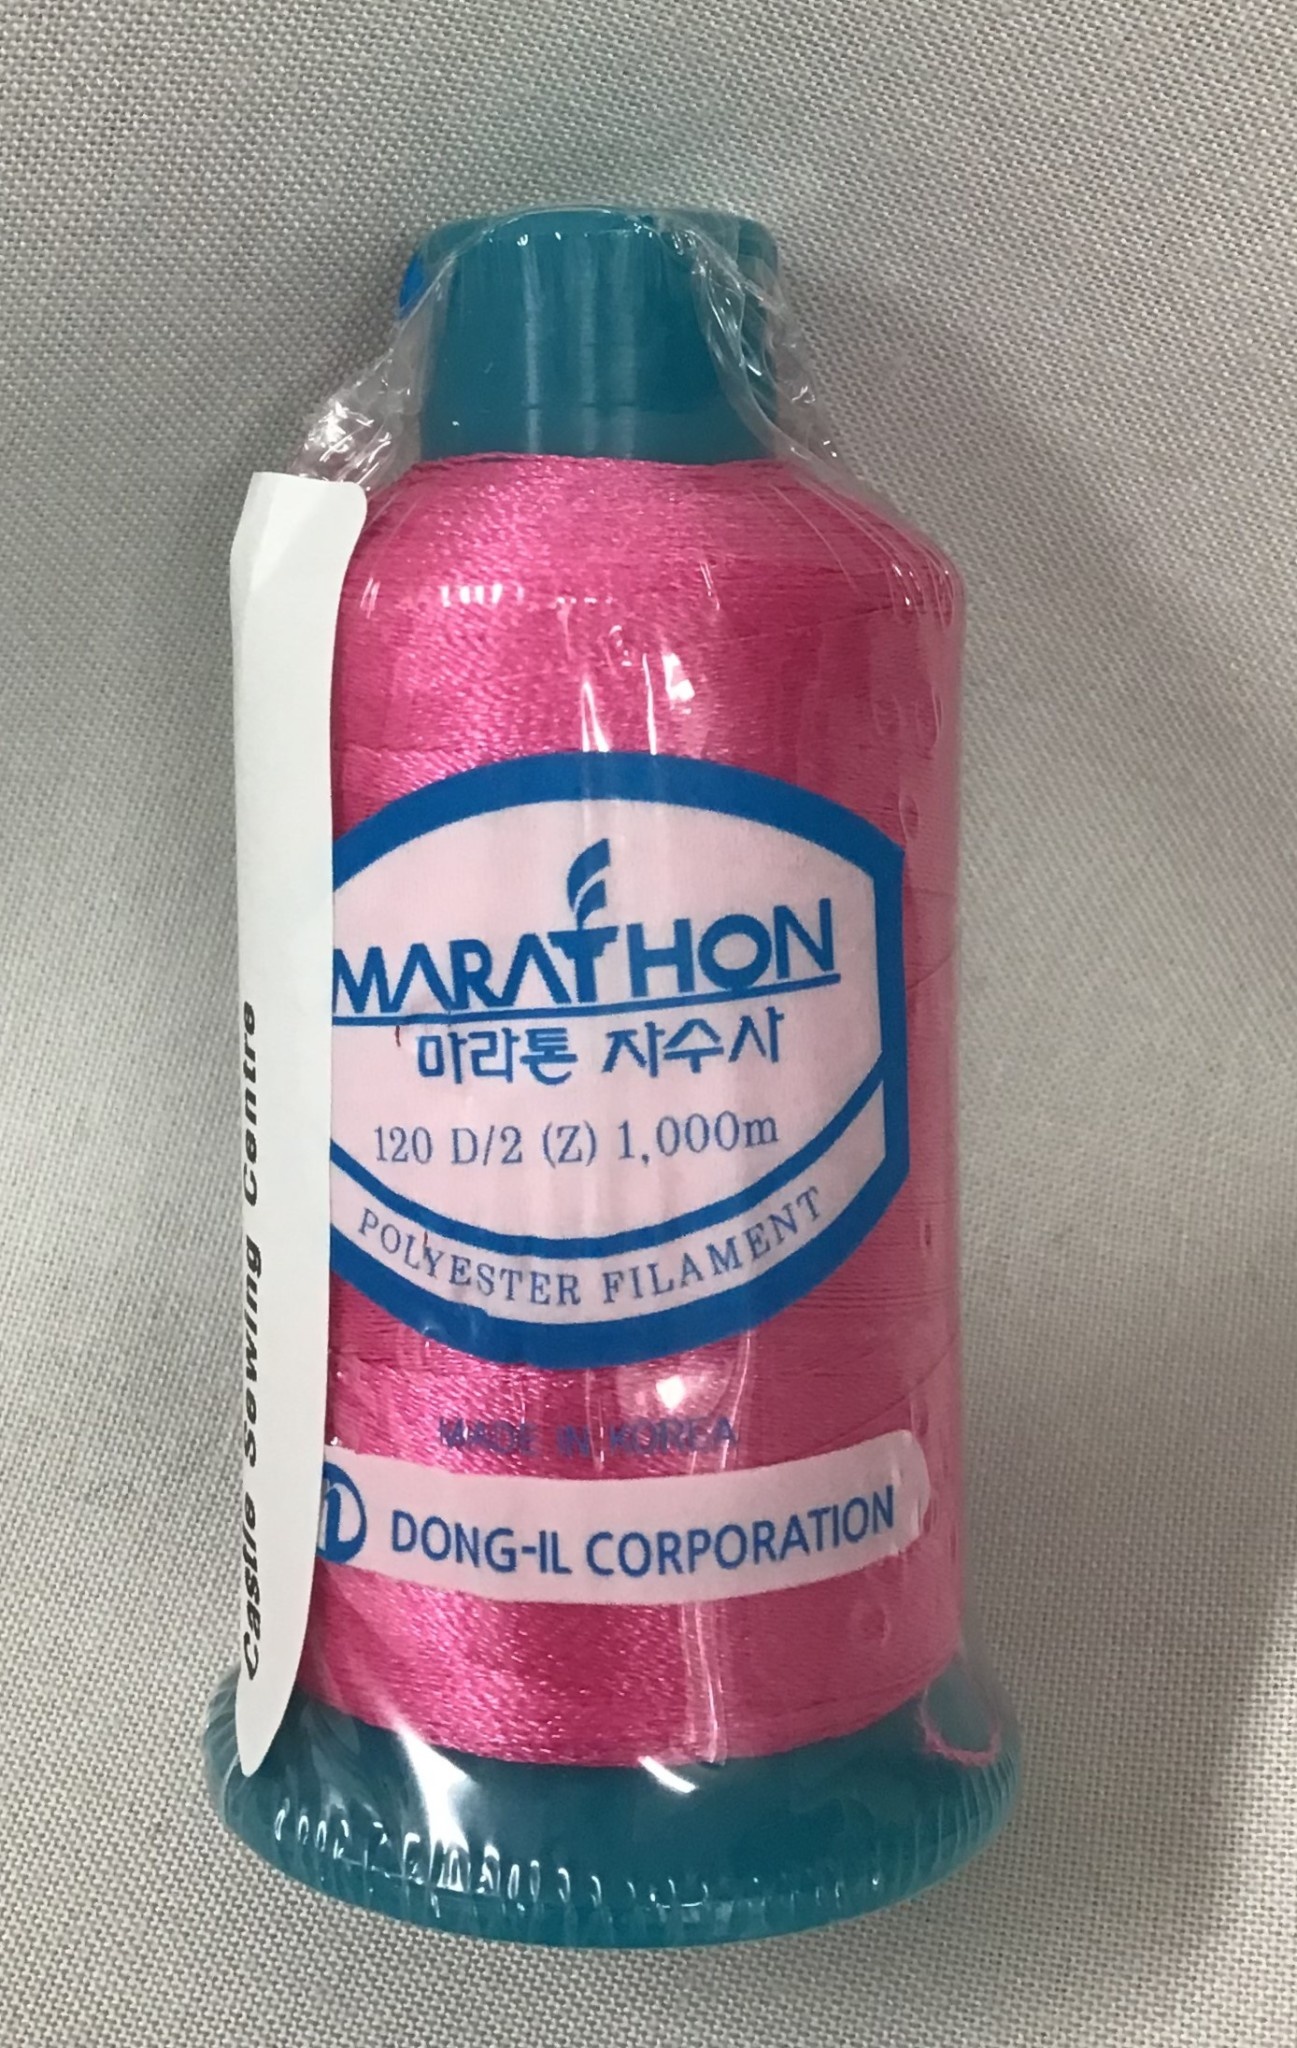 MARATHON
마라톤 자수사
120 D/2 (Z) 1,000m
POLYESTER FILAMENT
MADE IN KOREA
DONG-IL CORPORATION
Castle Sewing Centre